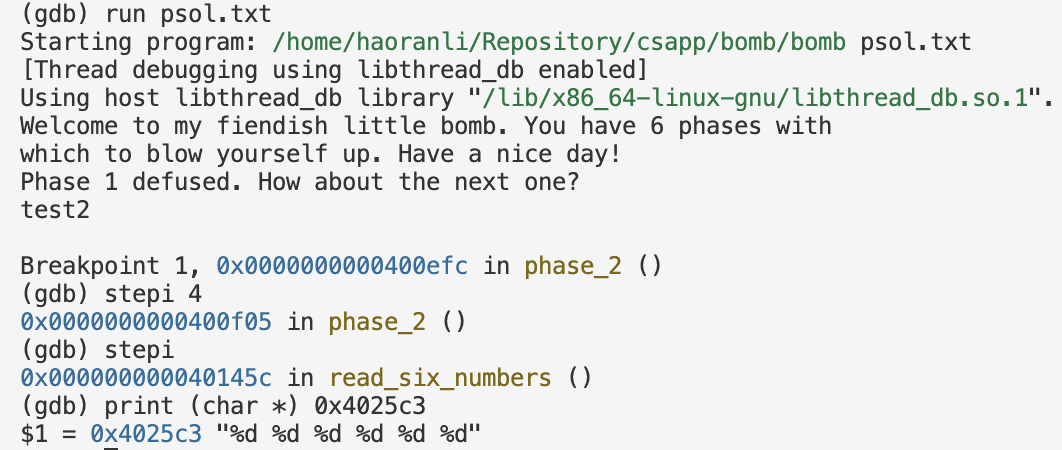 (gdb) run psol.txt
Starting program: /home/haoranli/Repository/csapp/bomb/bomb psol.txt
[Thread debugging using libthread_db enabled]
Using host libthread_db library "/lib/x86_64-linux-gnu/libthread_db.so.1".
Welcome to my fiendish little bomb. You have 6 phases with
which to blow yourself up. Have a nice day!
Phase 1 defused. How about the next one?
test2

Breakpoint 1, 0x0000000000400efc in phase_2 ()
(gdb) stepi 4
0x0000000000400f05 in phase_2 ()
(gdb) stepi
0x000000000040145c in read_six_numbers ()
(gdb) print (char *) 0x4025c3
$1 = 0x4025c3 "%d %d %d %d %d %d"